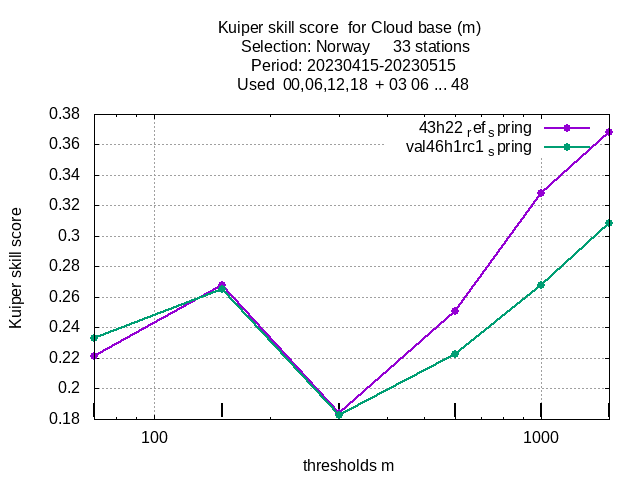 Kuiper skill score  for Cloud base (m)
Selection: Norway     33 stations
Period: 20230415-20230515
Used  00,06,12,18  + 03 06 ... 48
43h22 ref spring
val46h1rc1 spring
0.38
0.36
0.34
0.32
0.3
0.28
0.26
0.24
0.22
0.2
0.18
Kuiper skill score
100
1000
thresholds m